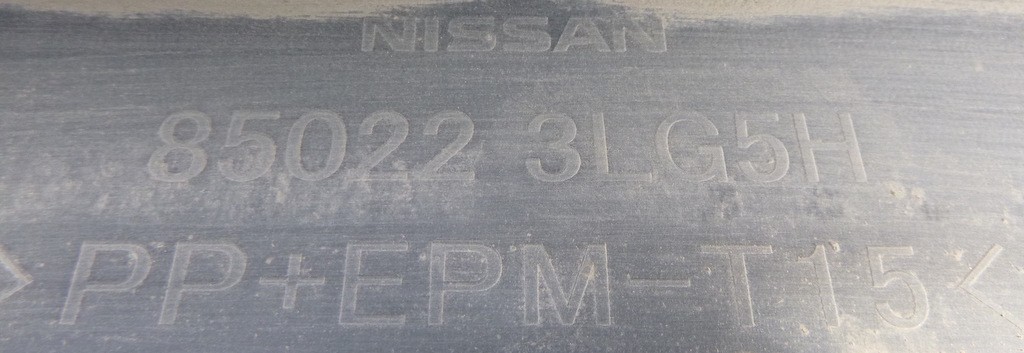 NISSAN
85022 3LG5H
>PP+EPM-T15<